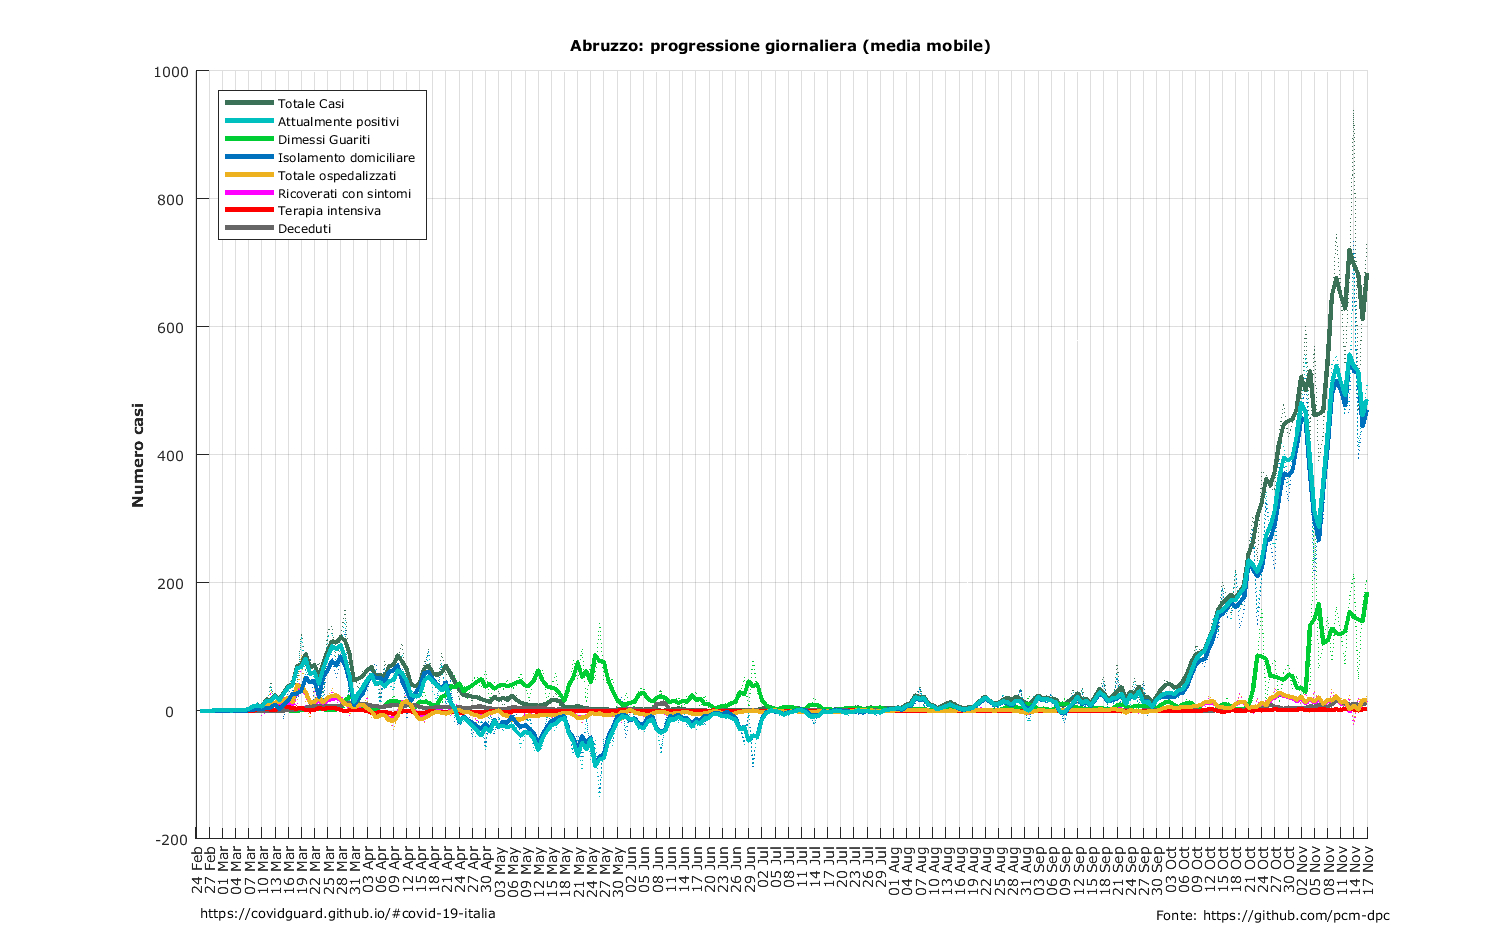 Abruzzo: progressione giornaliera (media mobile)
1000
800
600
400
200
0
-200
Numero casi
Totale Casi
Attualmente positivi
Dimessi Guariti
Isolamento domiciliare
Totale ospedalizzati
Ricoverati con sintomi
Terapia intensiva
Deceduti
24 Feb
27 Feb
01 Mar
04 Mar
07 Mar
10 Mar
13 Mar
16 Mar
19 Mar
22 Mar
25 Mar
28 Mar
31 Mar
03 Apr
06 Apr
09 Apr
12 Apr
15 Apr
18 Apr
21 Apr
24 Apr
27 Apr
30 Apr
03 May
06 May
09 May
12 May
15 May
18 May
21 May
24 May
27 May
30 May
02 Jun
05 Jun
08 Jun
11 Jun
14 Jun
17 Jun
20 Jun
23 Jun
26 Jun
29 Jun
02 Jul
05 Jul
08 Jul
11 Jul
14 Jul
17 Jul
20 Jul
23 Jul
26 Jul
29 Jul
01 Aug
04 Aug
07 Aug
10 Aug
13 Aug
16 Aug
19 Aug
22 Aug
25 Aug
28 Aug
31 Aug
03 Sep
06 Sep
09 Sep
12 Sep
15 Sep
18 Sep
21 Sep
24 Sep
27 Sep
30 Sep
03 Oct
06 Oct
09 Oct
12 Oct
15 Oct
18 Oct
21 Oct
24 Oct
27 Oct
30 Oct
02 Nov
05 Nov
08 Nov
11 Nov
14 Nov
17 Nov
https://covidguard.github.io/#covid-19-italia
Fonte: https://github.com/pcm-dpc